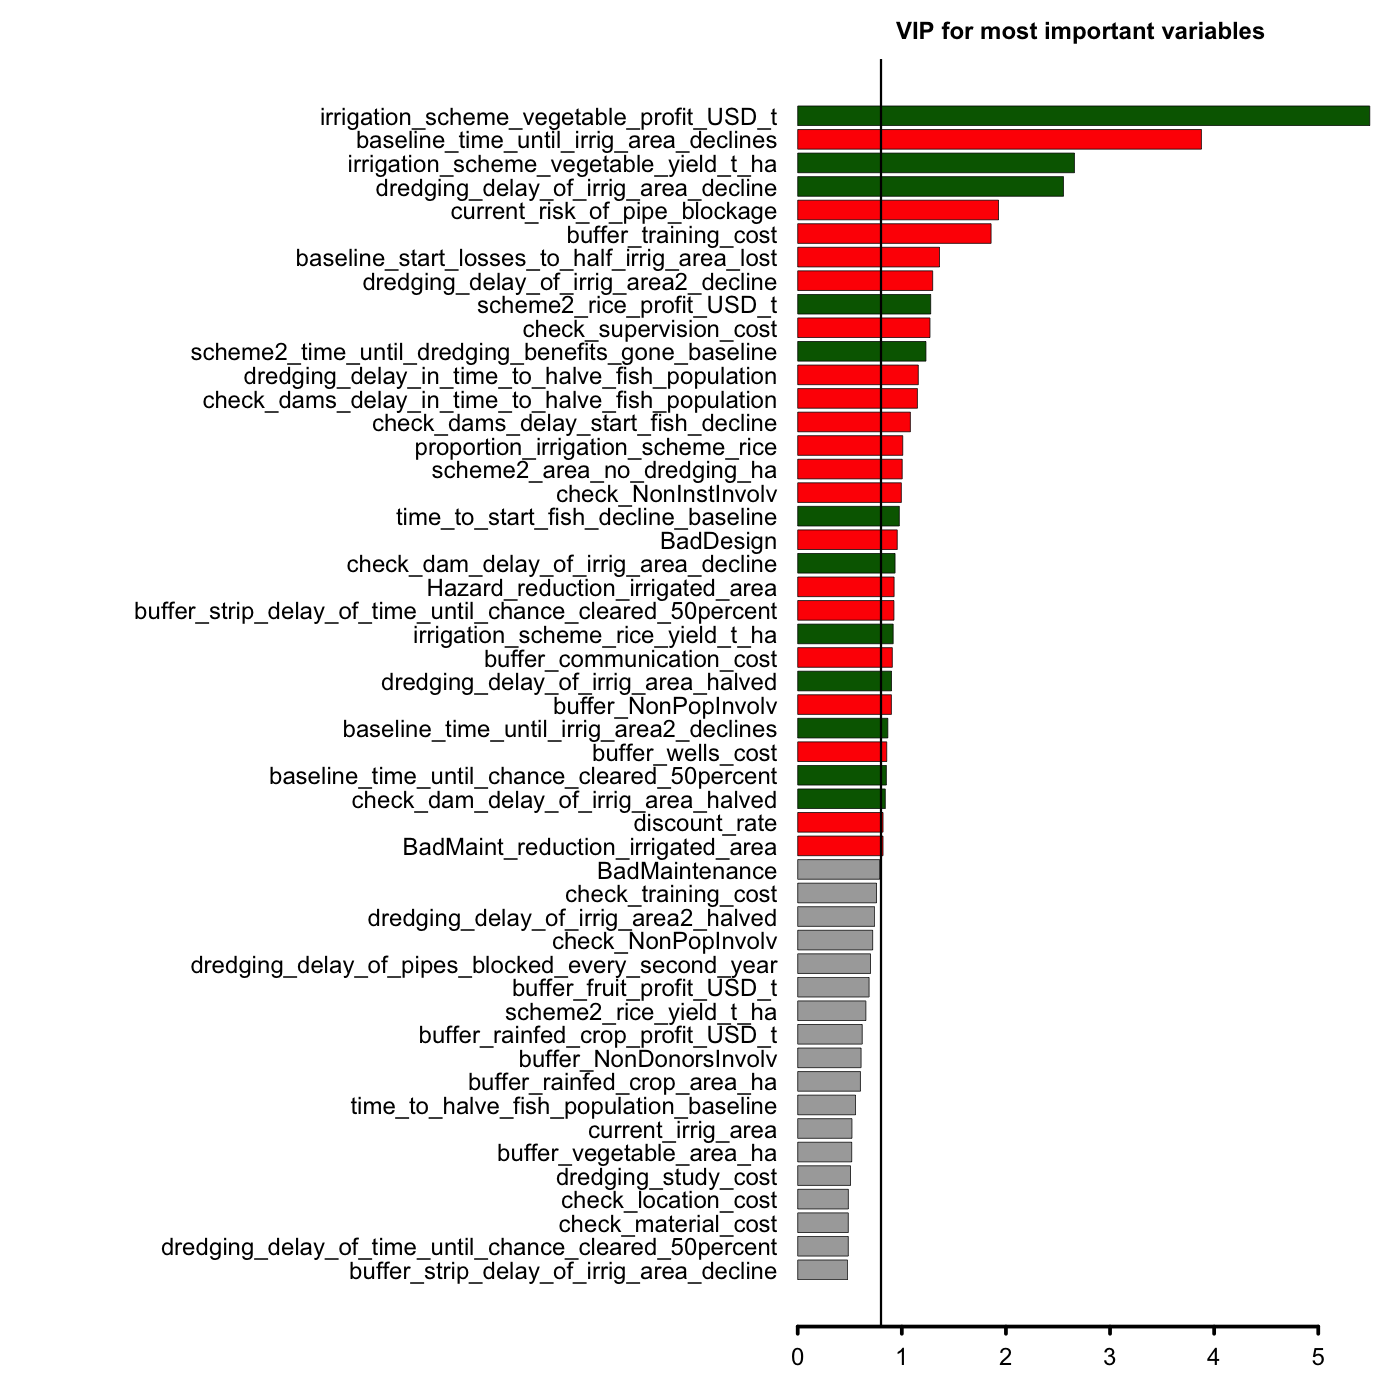 VIP for most important variables
irrigation_scheme_vegetable_profit_USD_t
baseline_time_until_irrig_area_declines
irrigation_scheme_vegetable_yield_t_ha
dredging_delay_of_irrig_area_decline
current_risk_of_pipe_blockage
buffer_training_cost
baseline_start_losses_to_half_irrig_area_lost
dredging_delay_of_irrig_area2_decline
scheme2_rice_profit_USD_t
check_supervision_cost
scheme2_time_until_dredging_benefits_gone_baseline
dredging_delay_in_time_to_halve_fish_population
check_dams_delay_in_time_to_halve_fish_population
check_dams_delay_start_fish_decline
proportion_irrigation_scheme_rice
scheme2_area_no_dredging_ha
check_NonInstInvolv
time_to_start_fish_decline_baseline
BadDesign
check_dam_delay_of_irrig_area_decline
Hazard_reduction_irrigated_area
buffer_strip_delay_of_time_until_chance_cleared_50percent
irrigation_scheme_rice_yield_t_ha
buffer_communication_cost
dredging_delay_of_irrig_area_halved
buffer_NonPopInvolv
baseline_time_until_irrig_area2_declines
buffer_wells_cost
baseline_time_until_chance_cleared_50percent
check_dam_delay_of_irrig_area_halved
discount_rate
BadMaint_reduction_irrigated_area
BadMaintenance
check_training_cost
dredging_delay_of_irrig_area2_halved
check_NonPopInvolv
dredging_delay_of_pipes_blocked_every_second_year
buffer_fruit_profit_USD_t
scheme2_rice_yield_t_ha
buffer_rainfed_crop_profit_USD_t
buffer_NonDonorsInvolv
buffer_rainfed_crop_area_ha
time_to_halve_fish_population_baseline
current_irrig_area
buffer_vegetable_area_ha
dredging_study_cost
check_location_cost
check_material_cost
dredging_delay_of_time_until_chance_cleared_50percent
buffer_strip_delay_of_irrig_area_decline
0 1 2 3 4 5